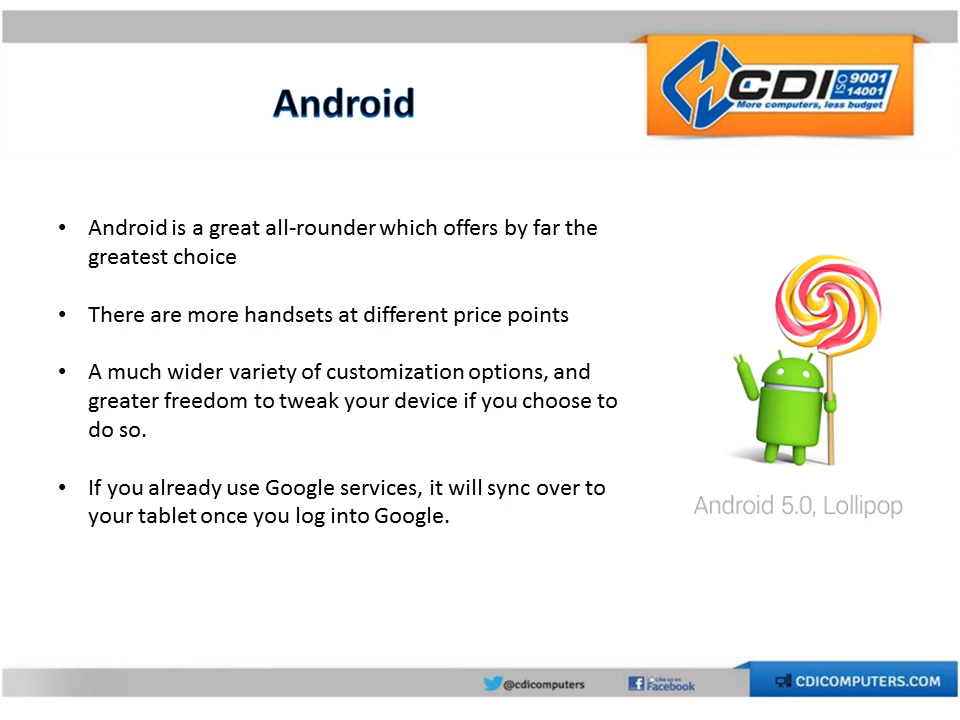 Android
CDI ISO 9001 14001
More computers, less budget
• Android is a great all-rounder which offers by far the
greatest choice
• There are more handsets at different price points
• A much wider variety of customization options, and
greater freedom to tweak your device if you choose to
do so.
• If you already use Google services, it will sync over to
your tablet once you log into Google.
Android 5.0, Lollipop
@cdicomputers
Like us on
Facebook
CDICOMPUTERS.COM